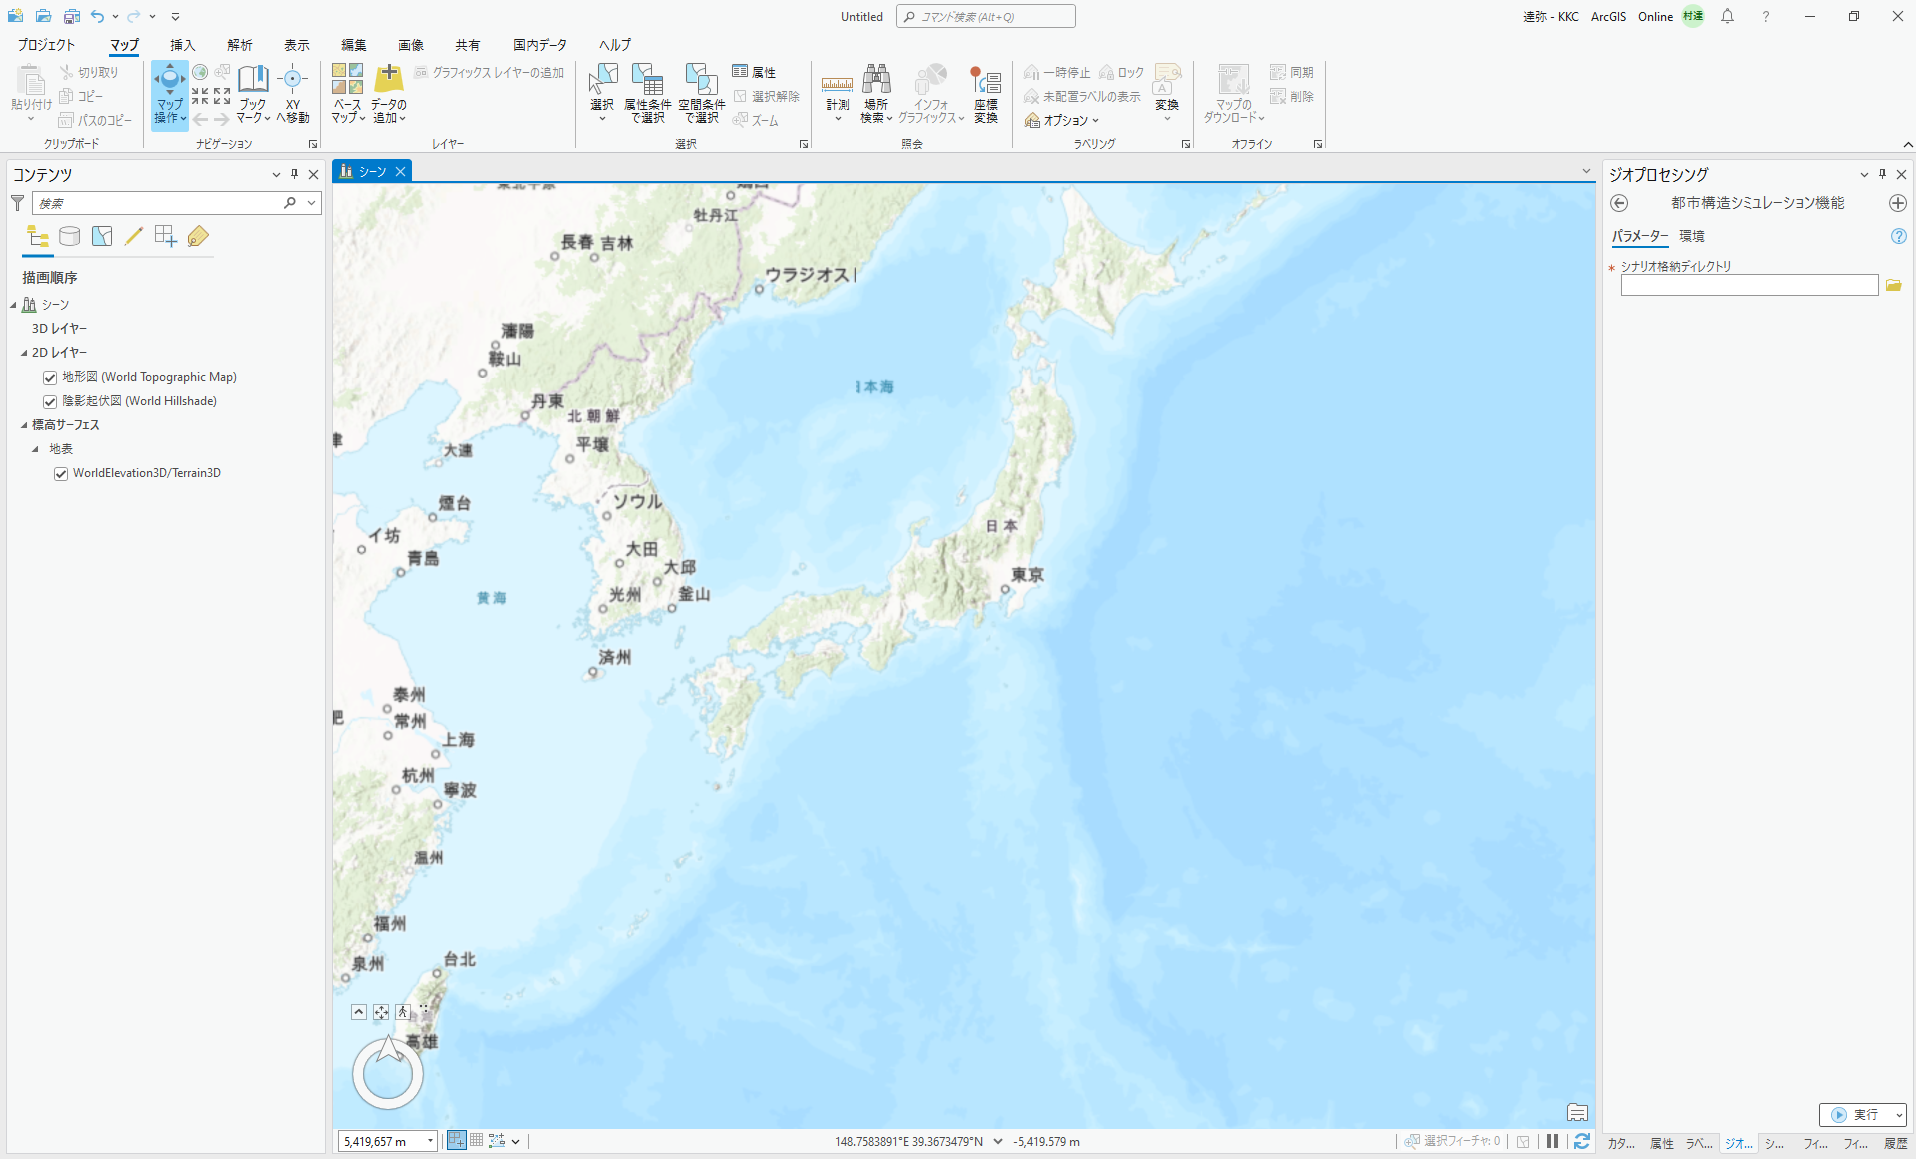 Untitled
コマンド検索 (Alt+Q)
達弥 - KKC ArcGIS Online 村達
プロジェクト マップ 挿入 解析 表示 編集 画像 共有 国内データ ヘルプ
貼り付け 切り取り コピー パスのコピー
クリップボード
マップ操作 ブックマーク XY へ移動
ナビゲーション
ベースマップ データの追加 グラフィックス レイヤーの追加
レイヤー
選択 属性条件で選択 空間条件で選択 属性 選択解除 ズーム
選択
計測 場所検索 インフォグラフィックス 座標変換
照会
一時停止 ロック 未配置ラベルの表示 オプション 変換
ラベリング
マップのダウンロード 同期 削除
オフライン
コンテンツ
検索
描画順序
シーン
3D レイヤー
2D レイヤー
地形図 (World Topographic Map)
陰影起伏図 (World Hillshade)
標高サーフェス
地表
WorldElevation3D/Terrain3D
シーン
牡丹江
長春 吉林
ウラジオスト
瀋陽
鞍山
日本海
丹東
北朝鮮
平壌
大連
煙台
ソウル
日本
イ坊
青島
大田
大邱
東京
黄海
光州
釜山
済州
泰州
常州
肥
上海
杭州
寧波
温州
福州
泉州
台北
台湾
高雄
5,419,657 m
148.7583891°E 39.3673479°N
-5,419.579 m
選択フィーチャ: 0
ジオプロセシング
都市構造シミュレーション機能
パラメーター 環境
* シナリオ格納ディレクトリ
実行
カタ... 属性 ラベ... ジオ... シ... フィ... フィ... 履歴